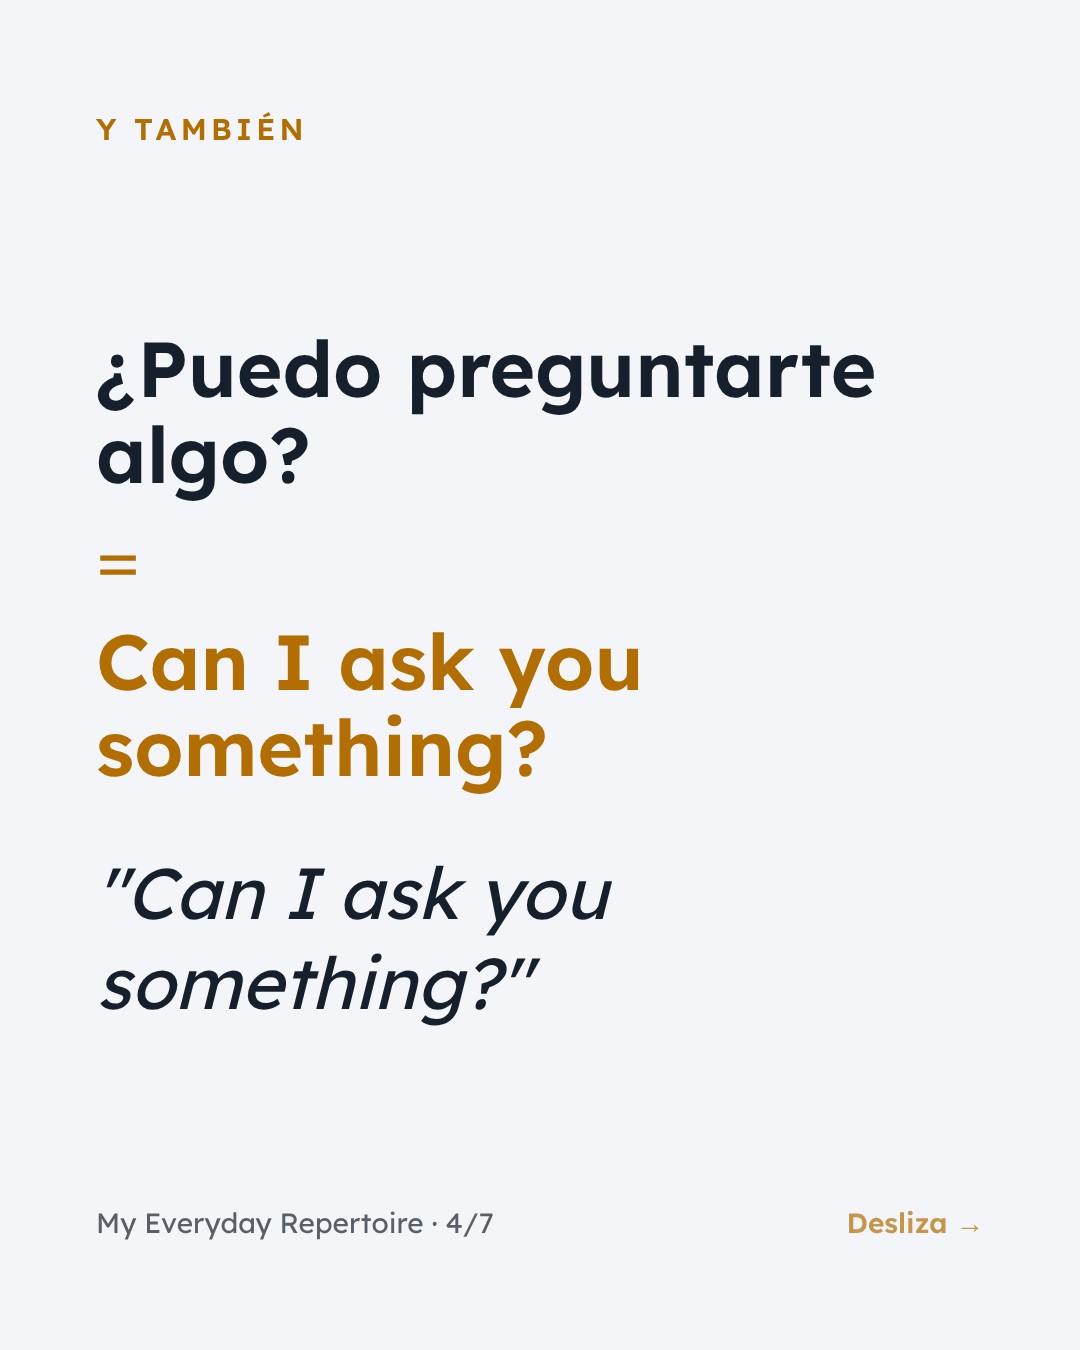 Y TAMBIÉN
¿Puedo preguntarte
algo?
=
Can I ask you
something?
"Can I ask you
something?"
My Everyday Repertoire · 4/7
Desliza →